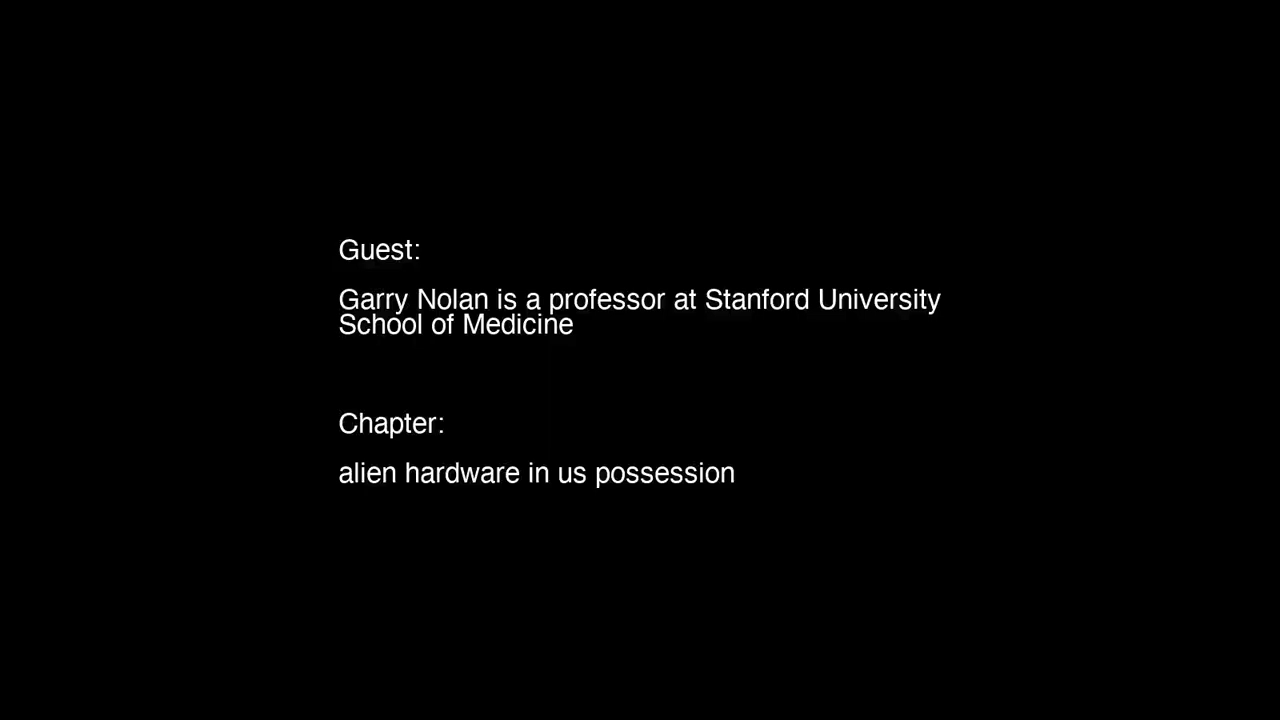 Guest:
Garry Nolan is a professor at Stanford University
School of Medicine
Chapter:
alien hardware in us possession